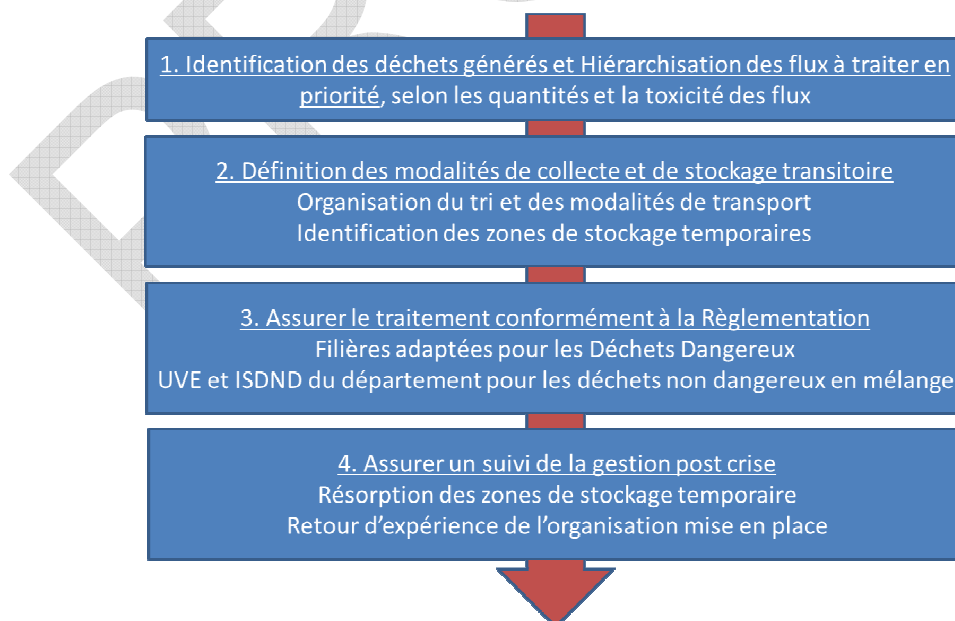 1. Identification des déchets générés et Hiérarchisation des flux à traiter en
priorité, selon les quantités et la toxicité des flux
2. Définition des modalités de collecte et de stockage transitoire
Organisation du tri et des modalités de transport
Identification des zones de stockage temporaires
3. Assurer le traitement conformément à la Règlementation
Filières adaptées pour les Déchets Dangereux
UVE et ISDND du département pour les déchets non dangereux en mélange
4. Assurer un suivi de la gestion post crise
Résorption des zones de stockage temporaire
Retour d'expérience de l'organisation mise en place